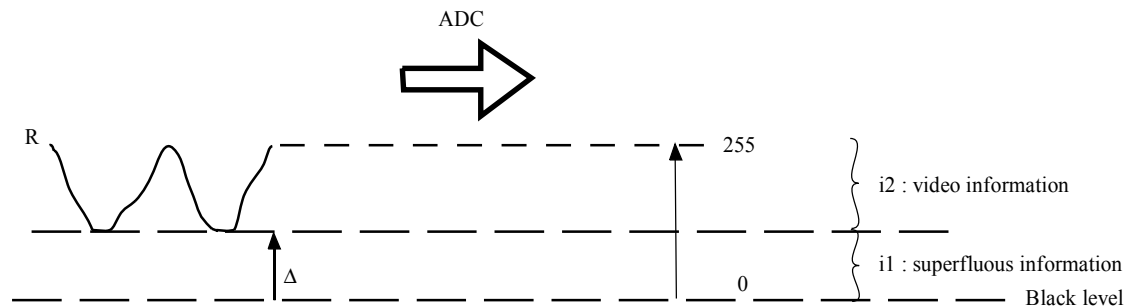 ADC
R
255
i2 : video information
Δ
0
i1 : superfluous information
Black level